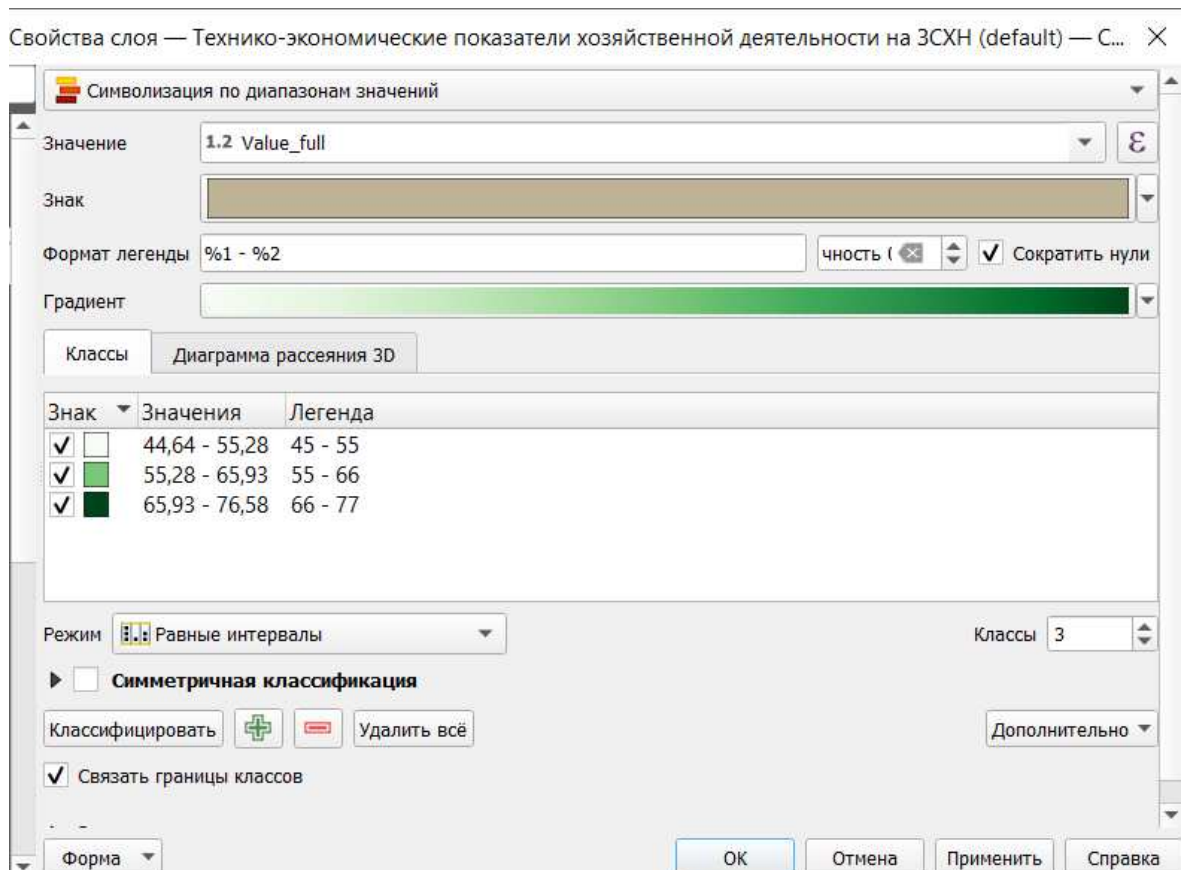 Свойства слоя — Технико-экономические показатели хозяйственной деятельности на ЗСХН (default) — С...
Символизация по диапазонам значений
Значение 1.2 Value_full ε
Знак
Формат легенды %1 - %2 чность ( Сократить нули
Градиент
Классы Диаграмма рассеяния 3D
Знак Значения Легенда
44,64 - 55,28 45 - 55
55,28 - 65,93 55 - 66
65,93 - 76,58 66 - 77
Режим Равные интервалы Классы 3
Симметричная классификация
Классифицировать Удалить всё Дополнительно
Связать границы классов
Форма ОК Отмена Применить Справка